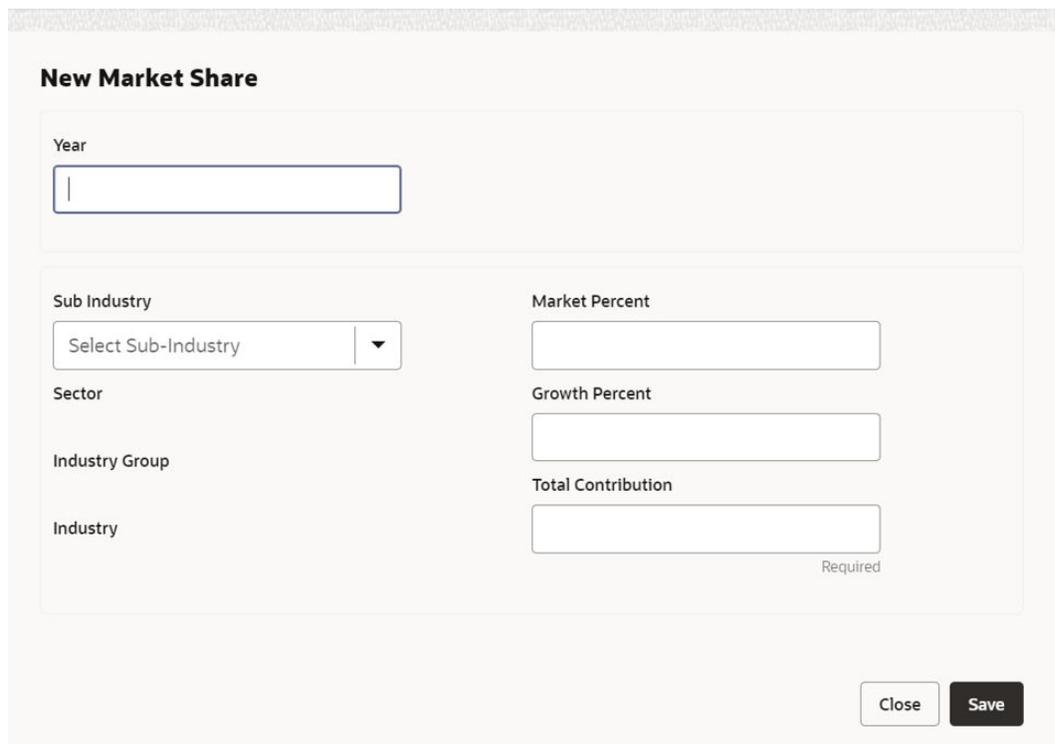 New Market Share
Year
Sub Industry
Select Sub-Industry
Sector
Industry Group
Industry
Market Percent
Growth Percent
Total Contribution
Required
Close
Save